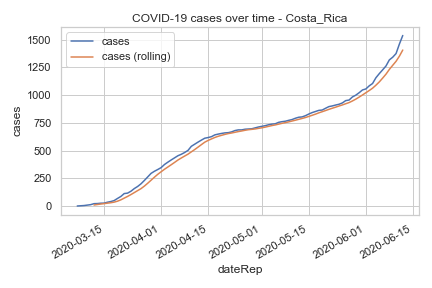 COVID-19 cases over time - Costa_Rica
cases
cases (rolling)
1500
1250
1000
750
500
250
0
cases
2020-03-15
2020-04-01
2020-04-15
2020-05-01
2020-05-15
2020-06-01
2020-06-15
dateRep